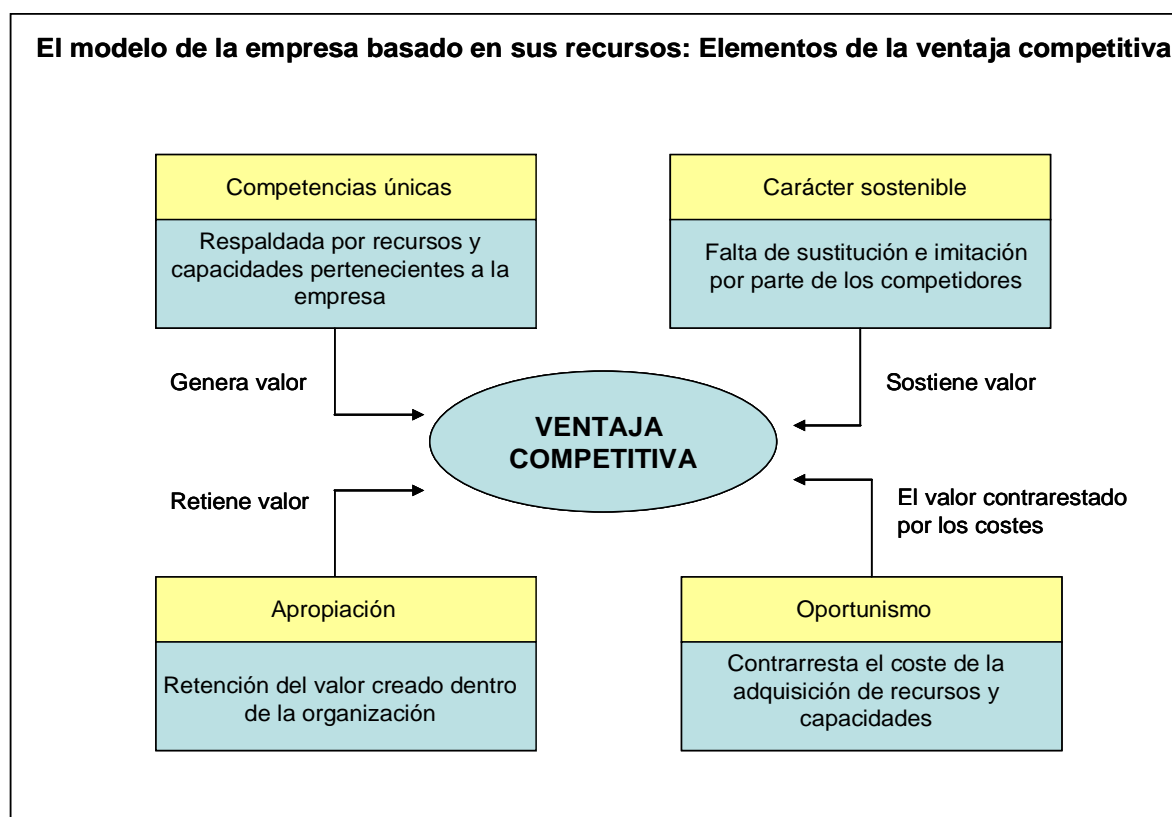 El modelo de la empresa basado en sus recursos: Elementos de la ventaja competitiva
Competencias únicas
Respaldada por recursos y
capacidades pertenecientes a la
empresa
Carácter sostenible
Falta de sustitución e imitación
por parte de los competidores
Genera valor
Sostiene valor
VENTAJA
COMPETITIVA
Retiene valor
El valor contrarestado
por los costes
Apropiación
Retención del valor creado dentro
de la organización
Oportunismo
Contrarresta el coste de la
adquisición de recursos y
capacidades